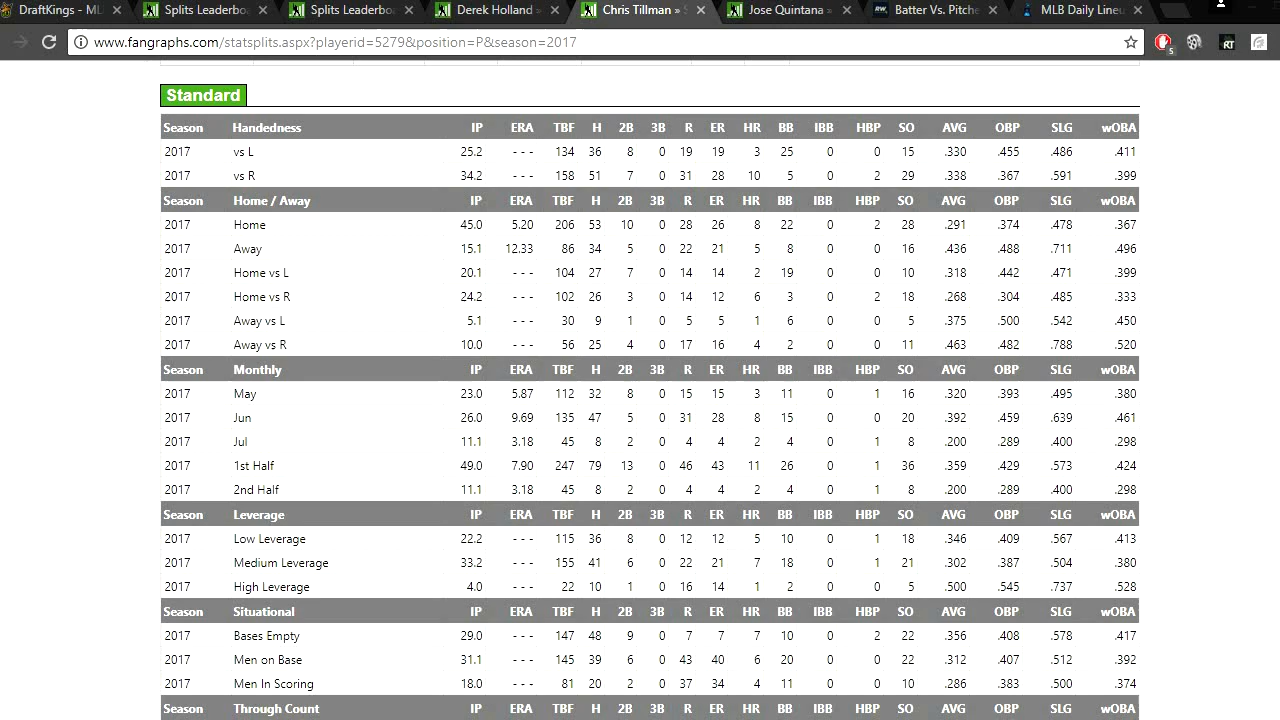 DraftKings - ML Splits Leaderbo Splits Leaderbo Derek Holland » Chris Tillman » S Jose Quintana » Batter Vs. Pitche MLB Daily Lineu
www.fangraphs.com/statsplits.aspx?playerid=5279&position=P&season=2017
5 RT
Standard
Season Handedness IP ERA TBF H 2B 3B R ER HR BB IBB HBP SO AVG OBP SLG wOBA
2017 vs L 25.2 - - - 134 36 8 0 19 19 3 25 0 0 15 .330 .455 .486 .411
2017 vs R 34.2 - - - 158 51 7 0 31 28 10 5 0 2 29 .338 .367 .591 .399
Season Home / Away IP ERA TBF H 2B 3B R ER HR BB IBB HBP SO AVG OBP SLG wOBA
2017 Home 45.0 5.20 206 53 10 0 28 26 8 22 0 2 28 .291 .374 .478 .367
2017 Away 15.1 12.33 86 34 5 0 22 21 5 8 0 0 16 .436 .488 .711 .496
2017 Home vs L 20.1 - - - 104 27 7 0 14 14 2 19 0 0 10 .318 .442 .471 .399
2017 Home vs R 24.2 - - - 102 26 3 0 14 12 6 3 0 2 18 .268 .304 .485 .333
2017 Away vs L 5.1 - - - 30 9 1 0 5 5 1 6 0 0 5 .375 .500 .542 .450
2017 Away vs R 10.0 - - - 56 25 4 0 17 16 4 2 0 0 11 .463 .482 .788 .520
Season Monthly IP ERA TBF H 2B 3B R ER HR BB IBB HBP SO AVG OBP SLG wOBA
2017 May 23.0 5.87 112 32 8 0 15 15 3 11 0 1 16 .320 .393 .495 .380
2017 Jun 26.0 9.69 135 47 5 0 31 28 8 15 0 0 20 .392 .459 .639 .461
2017 Jul 11.1 3.18 45 8 2 0 4 4 2 4 0 1 8 .200 .289 .400 .298
2017 1st Half 49.0 7.90 247 79 13 0 46 43 11 26 0 1 36 .359 .429 .573 .424
2017 2nd Half 11.1 3.18 45 8 2 0 4 4 2 4 0 1 8 .200 .289 .400 .298
Season Leverage IP ERA TBF H 2B 3B R ER HR BB IBB HBP SO AVG OBP SLG wOBA
2017 Low Leverage 22.2 - - - 115 36 8 0 12 12 5 10 0 1 18 .346 .409 .567 .413
2017 Medium Leverage 33.2 - - - 155 41 6 0 22 21 7 18 0 1 21 .302 .387 .504 .380
2017 High Leverage 4.0 - - - 22 10 1 0 16 14 1 2 0 0 5 .500 .545 .737 .528
Season Situational IP ERA TBF H 2B 3B R ER HR BB IBB HBP SO AVG OBP SLG wOBA
2017 Bases Empty 29.0 - - - 147 48 9 0 7 7 7 10 0 2 22 .356 .408 .578 .417
2017 Men on Base 31.1 - - - 145 39 6 0 43 40 6 20 0 0 22 .312 .407 .512 .392
2017 Men In Scoring 18.0 - - - 81 20 2 0 37 34 4 11 0 0 10 .286 .383 .500 .374
Season Through Count IP ERA TBF H 2B 3B R ER HR BB IBB HBP SO AVG OBP SLG wOBA